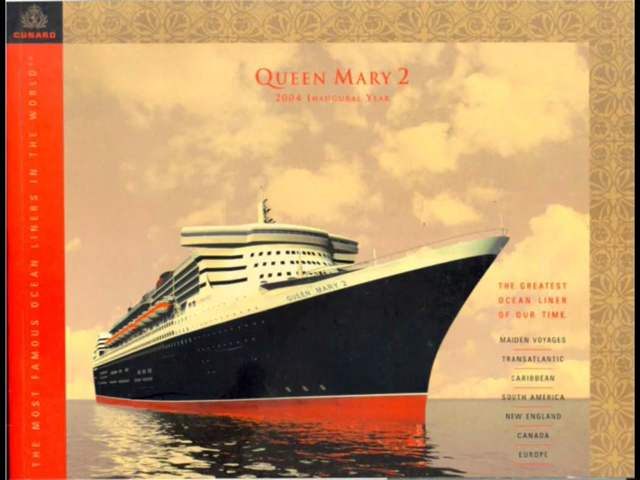 CUNARD
THE MOST FAMOUS OCEAN LINERS IN THE WORLD℠
QUEEN MARY 2
2004 INAUGURAL YEAR
QUEEN MARY 2
THE GREATEST
OCEAN LINER
OF OUR TIME.
MAIDEN VOYAGES
TRANSATLANTIC
CARIBBEAN
SOUTH AMERICA
NEW ENGLAND
CANADA
EUROPE